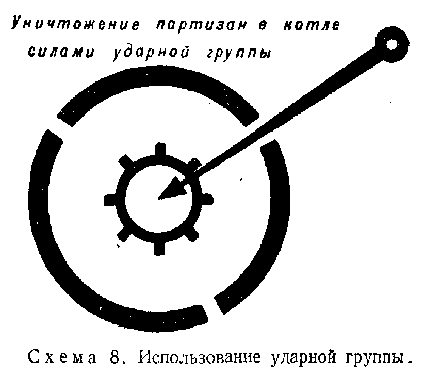 Уничтожение партизан в котле
силами ударной группы
Схема 8. Использование ударной группы.